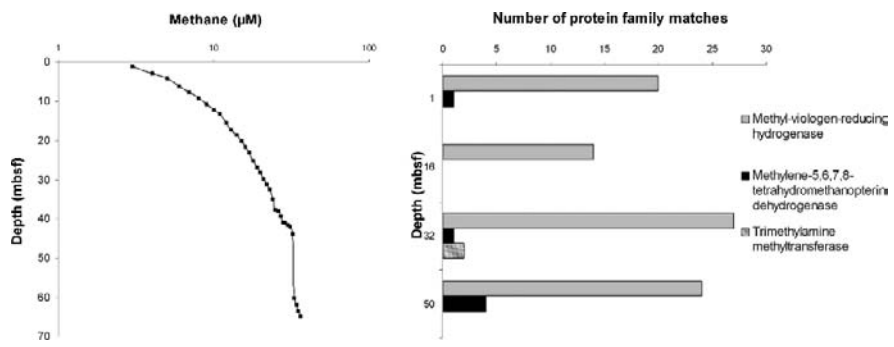 Methane (µM)
1 10 100
Depth (mbsf)
0
10
20
30
40
50
60
70
Number of protein family matches
0 5 10 15 20 25 30
Depth (mbsf)
1
16
32
50
Methyl-viologen-reducing
hydrogenase
Methylene-5,6,7,8-
tetrahydromethanopterin
dehydrogenase
Trimethylamine
methyltransferase